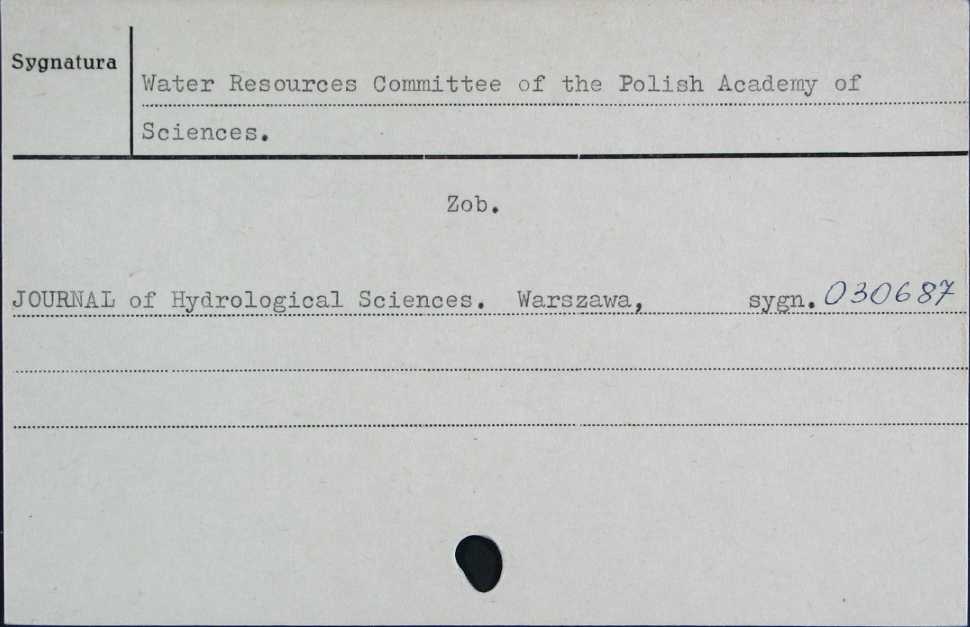 Sygnatura
Water Resources Committee of the Polish Academy of
Sciences.
Zob.
JOURNAL of Hydrological Sciences. Warszawa, sygn. 030687